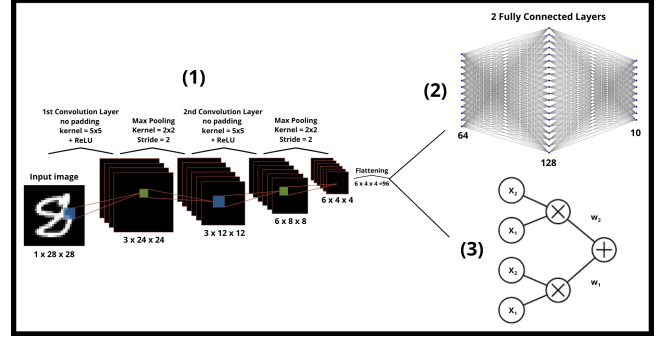 2 Fully Connected Layers
(1)
(2)
1st Convolution Layer
no padding
kernel = 5x5
+ ReLU
Max Pooling
Kernel = 2x2
Stride = 2
2nd Convolution Layer
no padding
kernel = 5x5
+ ReLU
Max Pooling
Kernel = 2x2
Stride = 2
64
128
10
Input image
Flattening
6 x 4 x 4 =96
1 x 28 x 28
3 x 24 x 24
3 x 12 x 12
6 x 8 x 8
6 x 4 x 4
(3)
X₂
X₁
X₂
X₁
w₂
w₁